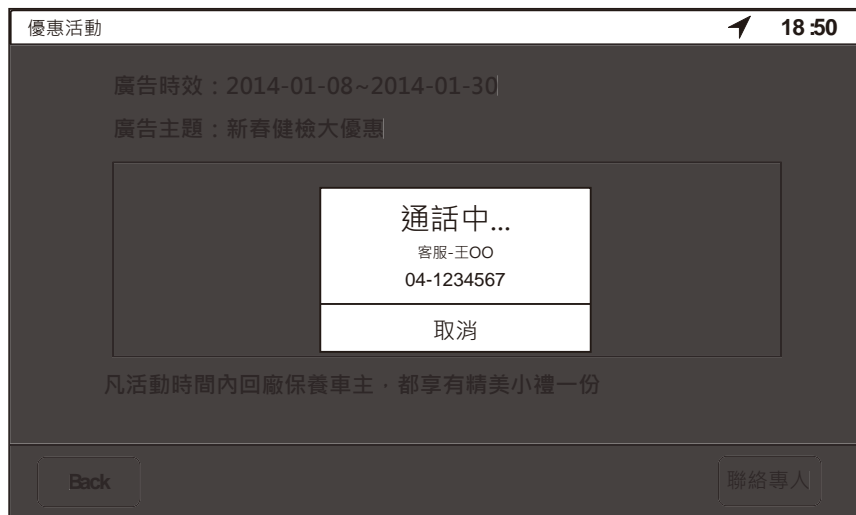 優惠活動
18:50
廣告時效：2014-01-08~2014-01-30
廣告主題：新春健檢大優惠
通話中...
客服-王OO
04-1234567
取消
凡活動時間內回廠保養車主，都享有精美小禮一份
Back
聯絡專人